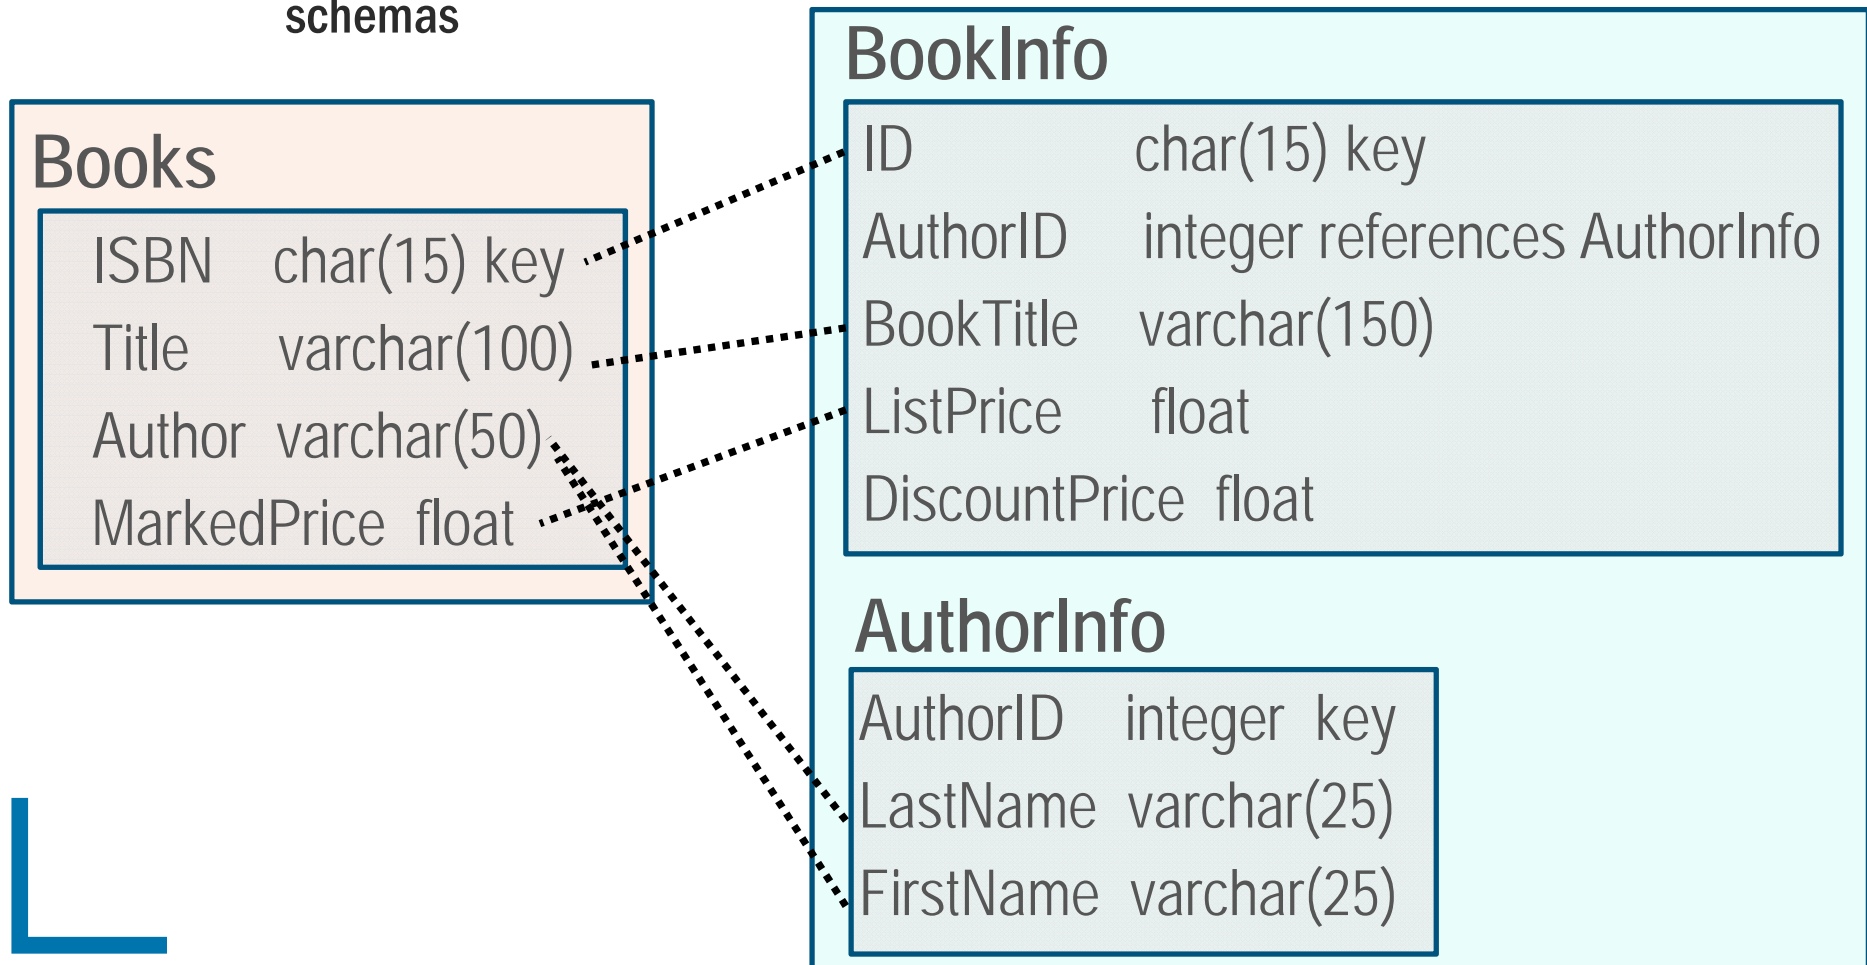 schemas
Books
ISBN char(15) key
Title varchar(100)
Author varchar(50)
MarkedPrice float
BookInfo
ID char(15) key
AuthorID integer references AuthorInfo
BookTitle varchar(150)
ListPrice float
DiscountPrice float
AuthorInfo
AuthorID integer key
LastName varchar(25)
FirstName varchar(25)